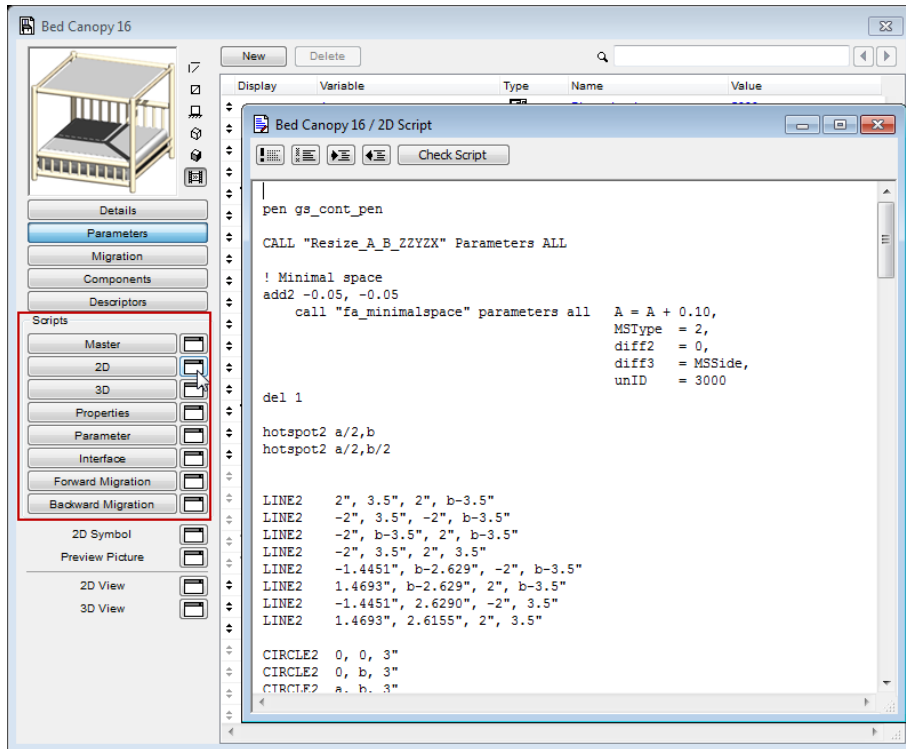 Bed Canopy 16
New
Delete
Display Variable Type Name Value
Details
Parameters
Migration
Components
Descriptors
Scripts
Master
2D
3D
Properties
Parameter
Interface
Forward Migration
Backward Migration
2D Symbol
Preview Picture
2D View
3D View
Bed Canopy 16 / 2D Script
Check Script
pen gs_cont_pen
CALL "Resize_A_B_ZZYZX" Parameters ALL
! Minimal space
add2 -0.05, -0.05
call "fa_minimalspace" parameters all A = A + 0.10,
MSType = 2,
diff2 = 0,
diff3 = MSSide,
unID = 3000
del 1
hotspot2 a/2,b
hotspot2 a/2,b/2
LINE2 2", 3.5", 2", b-3.5"
LINE2 -2", 3.5", -2", b-3.5"
LINE2 -2", b-3.5", 2", b-3.5"
LINE2 -2", 3.5", 2", 3.5"
LINE2 -1.4451", b-2.629", -2", b-3.5"
LINE2 1.4693", b-2.629", 2", b-3.5"
LINE2 -1.4451", 2.6290", -2", 3.5"
LINE2 1.4693", 2.6155", 2", 3.5"
CIRCLE2 0, 0, 3"
CIRCLE2 0, b, 3"
CIRCLE2 a, b, 3"